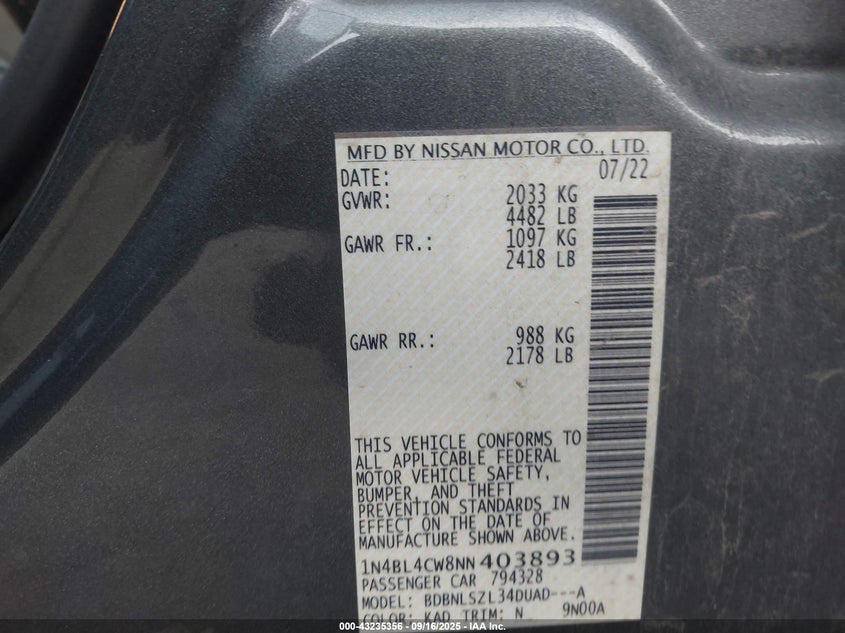 MFD BY NISSAN MOTOR CO., LTD.
DATE: 07/22
GVWR: 2033 KG
4482 LB
GAWR FR.: 1097 KG
2418 LB
GAWR RR.: 988 KG
2178 LB
THIS VEHICLE CONFORMS TO
ALL APPLICABLE FEDERAL
MOTOR VEHICLE SAFETY,
BUMPER, AND THEFT
PREVENTION STANDARDS IN
EFFECT ON THE DATE OF
MANUFACTURE SHOWN ABOVE.
1N4BL4CW8NN403893
PASSENGER CAR 794328
MODEL: BDBNLSZL34DUAD---A
COLOR: KAD TRIM: N 9N00A
000-43235356 - 09/16/2025 - IAA Inc.